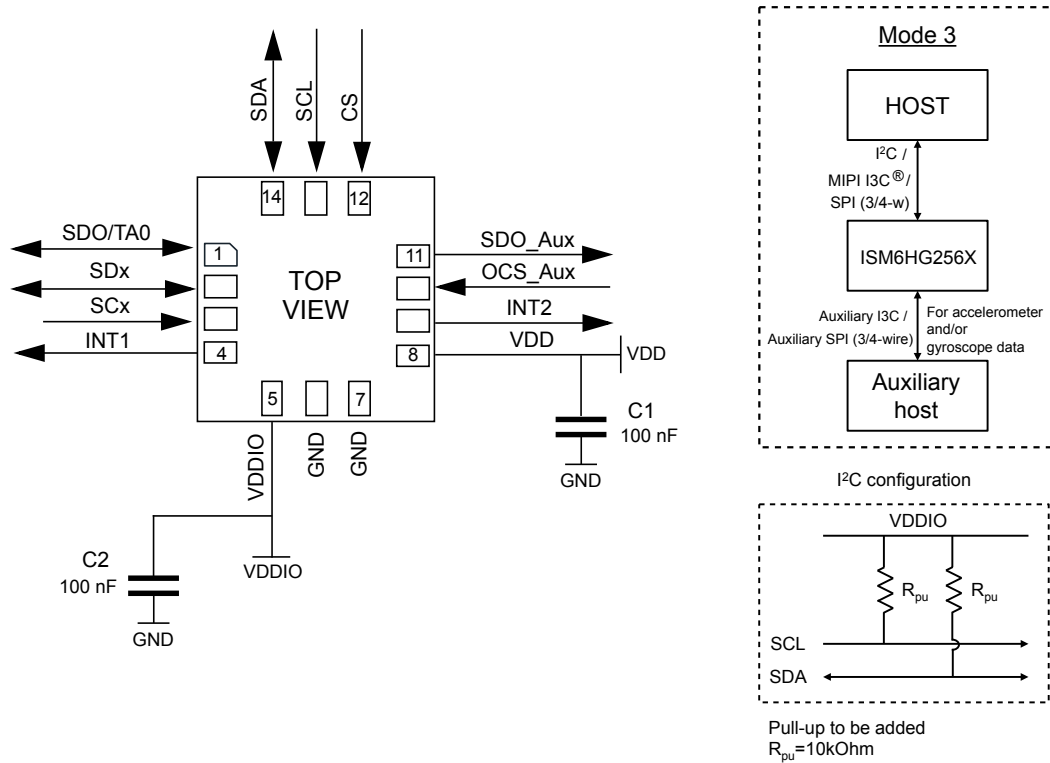 SDA
SCL
CS
14
12
SDO/TA0
SDx
SCx
INT1
1
4
TOP
VIEW
11
8
SDO_Aux
OCS_Aux
INT2
VDD
VDD
5
7
VDDIO
GND
GND
C1
100 nF
GND
C2
100 nF
GND
VDDIO
Mode 3
HOST
I²C /
MIPI I3C®/
SPI (3/4-w)
ISM6HG256X
Auxiliary I3C /
Auxiliary SPI (3/4-wire)
For accelerometer
and/or
gyroscope data
Auxiliary
host
I²C configuration
VDDIO
Rpu
Rpu
SCL
SDA
Pull-up to be added
Rpu=10kOhm